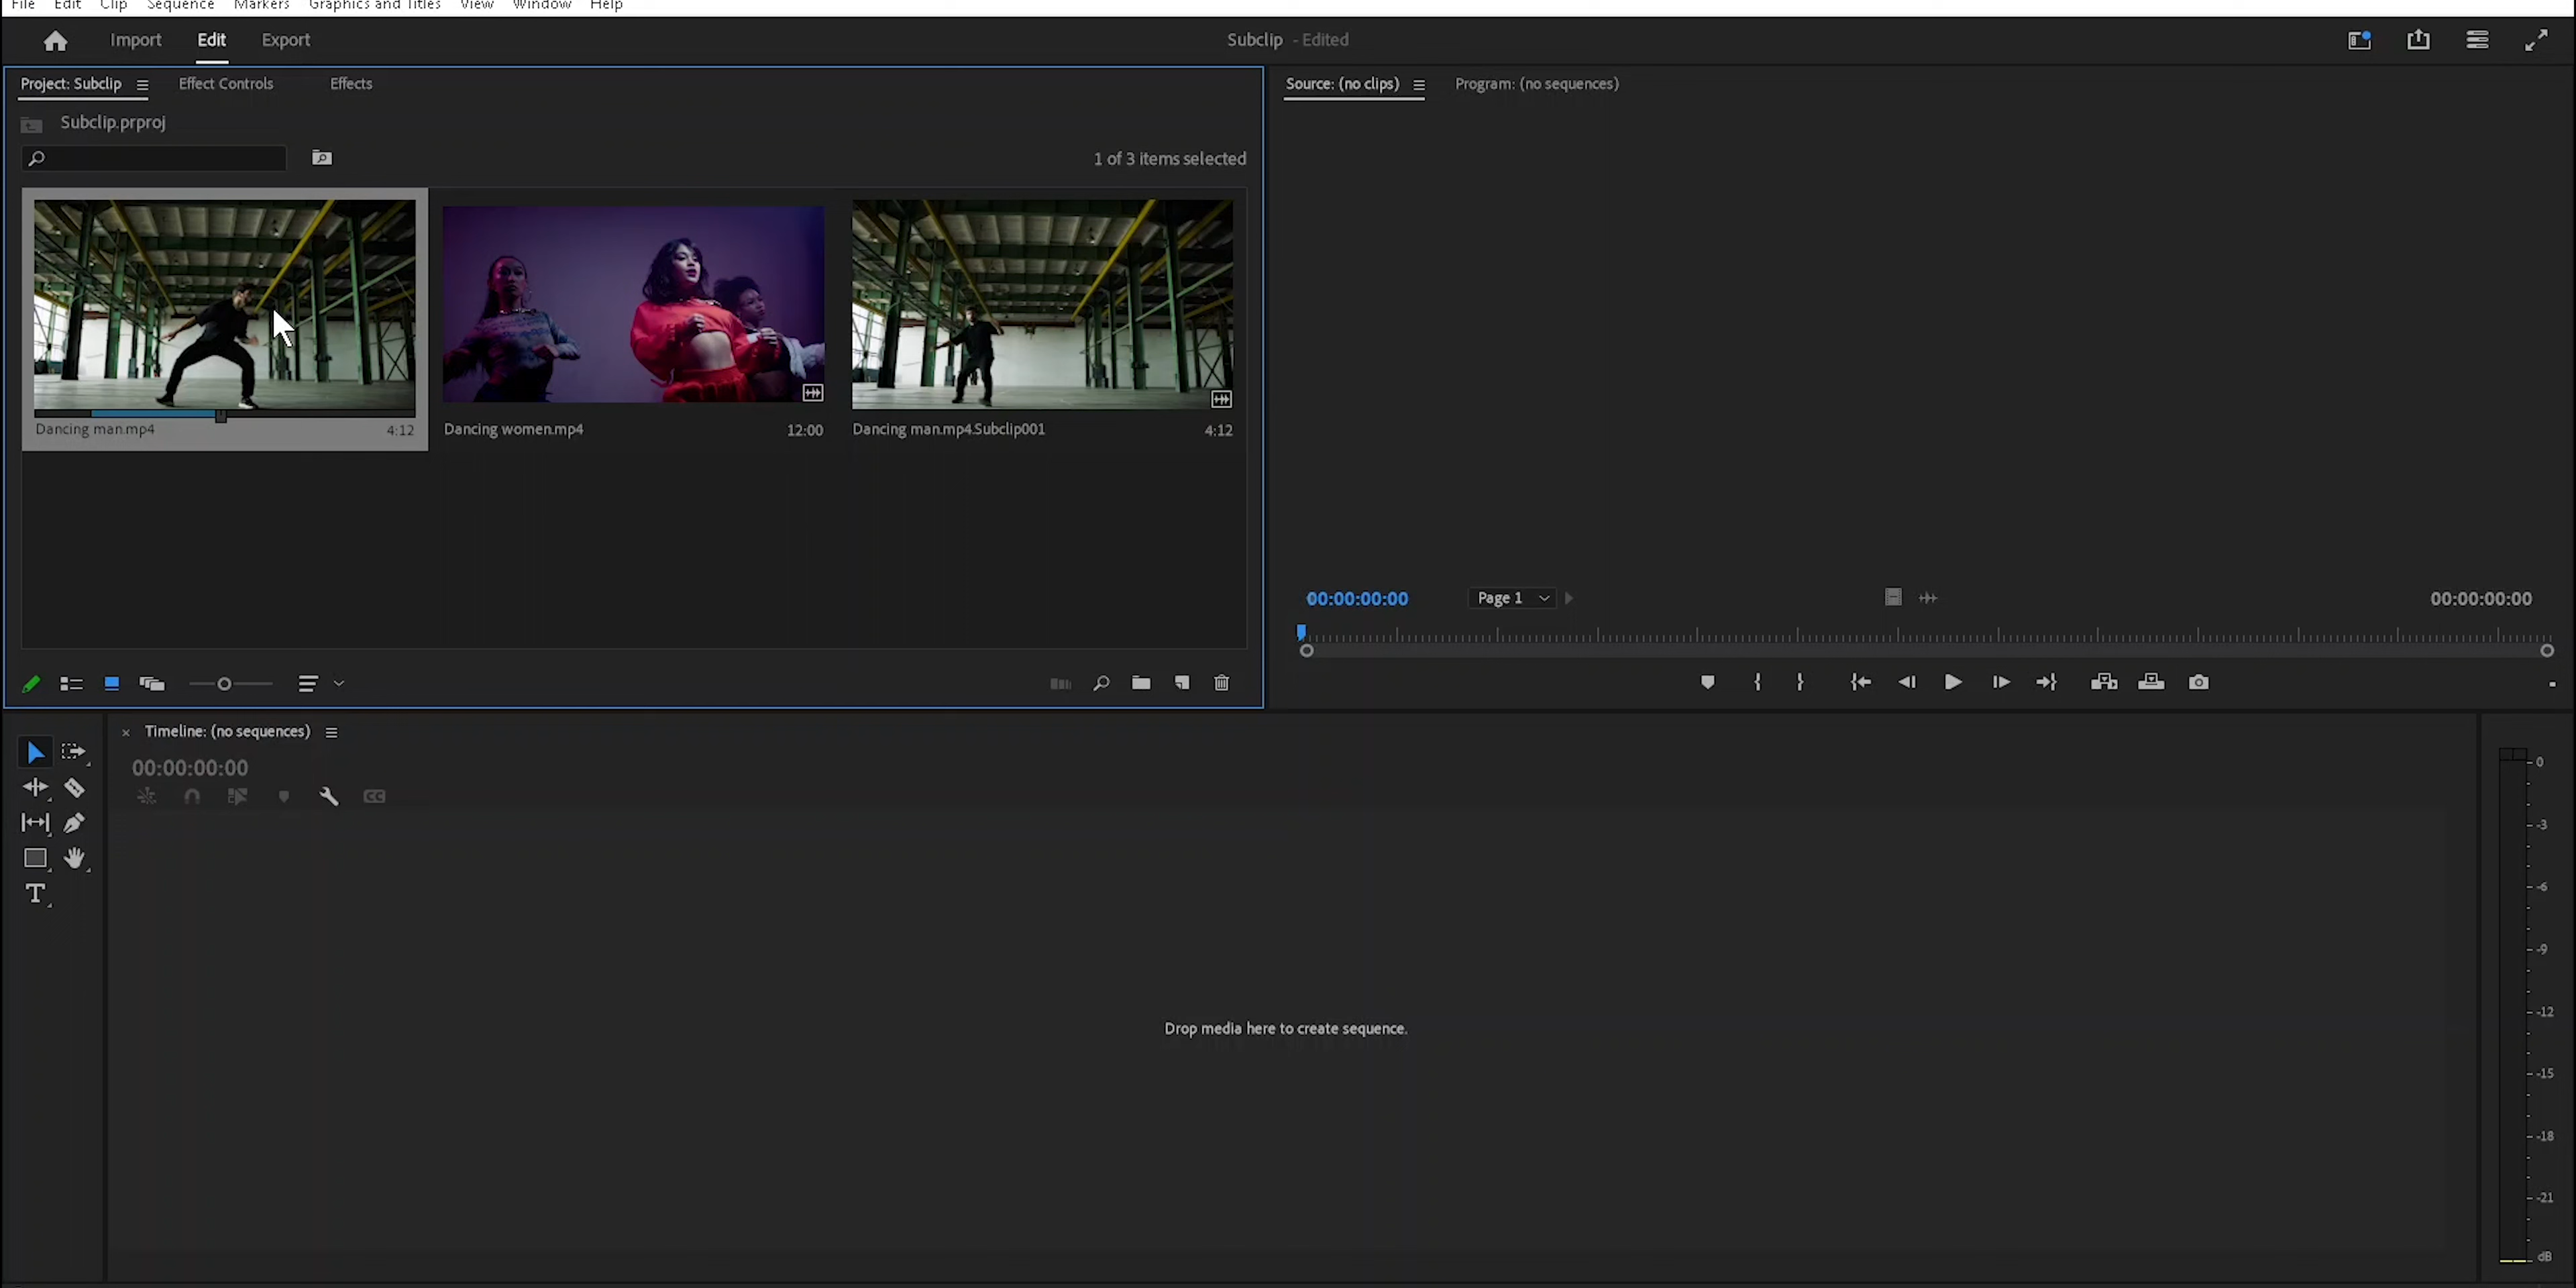 File Edit Clip Sequence Markers Graphics and Titles View Window Help
Import Edit Export Subclip - Edited
Project: Subclip Effect Controls Effects Source: (no clips) Program: (no sequences)
Subclip.prproj
1 of 3 items selected
Dancing man.mp4 4:12 Dancing women.mp4 12:00 Dancing man.mp4.Subclip001 4:12
00:00:00:00 Page 1 00:00:00:00
Timeline: (no sequences)
00:00:00:00
CC
T
Drop media here to create sequence.
0
-3
-6
-9
-12
-15
-18
-21
dB